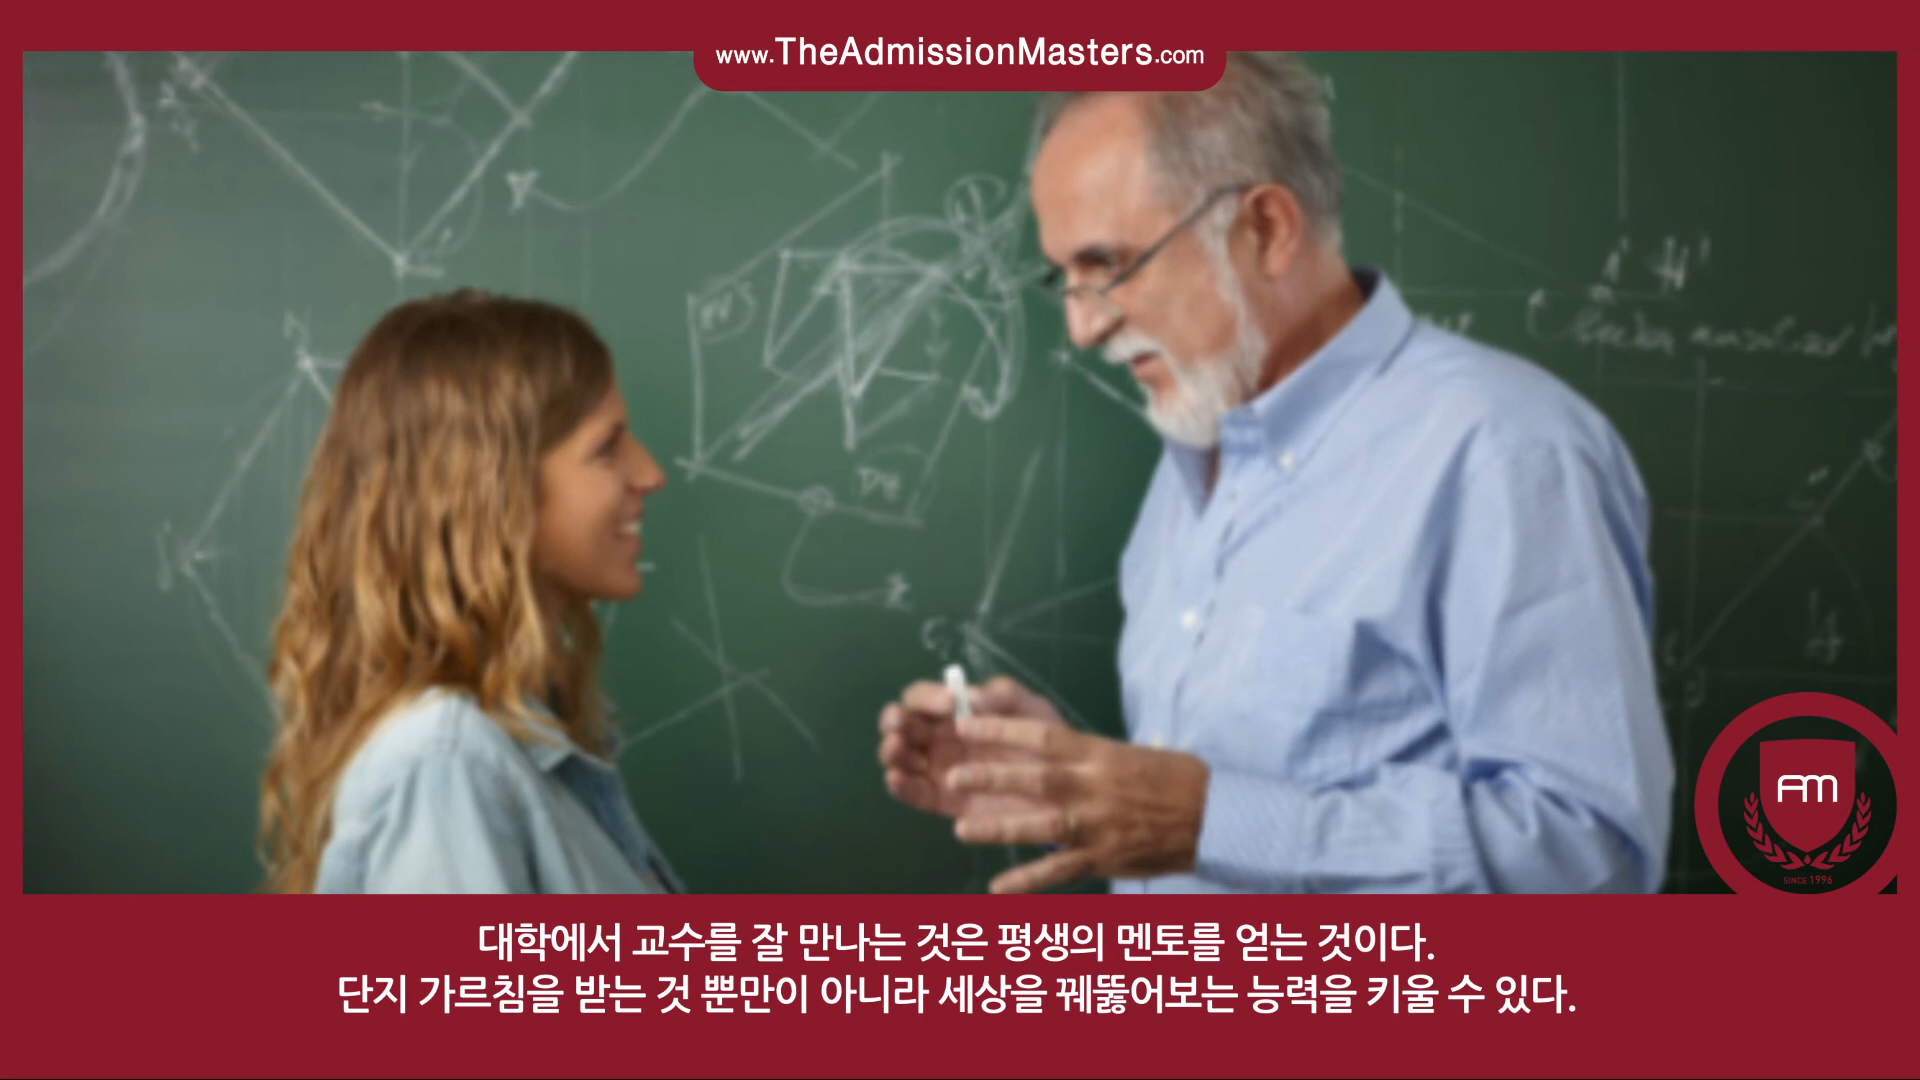 www.TheAdmissionMasters.com
AM
SINCE 1996
대학에서 교수를 잘 만나는 것은 평생의 멘토를 얻는 것이다.
단지 가르침을 받는 것 뿐만이 아니라 세상을 꿰뚫어보는 능력을 키울 수 있다.